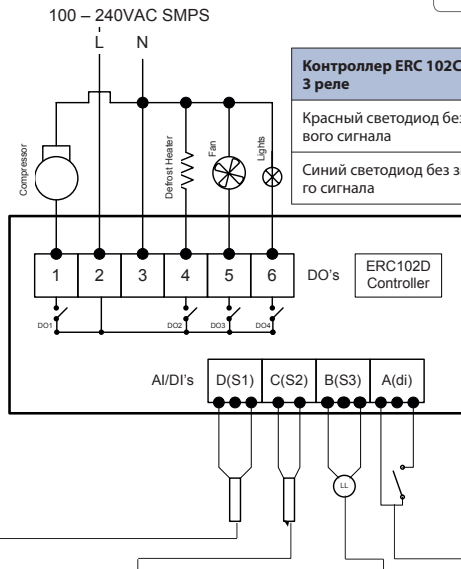 100 – 240VAC SMPS
L N
Контроллер ERC 102C
3 реле
Красный светодиод без
вого сигнала
Синий светодиод без з
го сигнала
Compressor
Defrost Heater
Fan
Lights
1 2 3 4 5 6
DO's
ERC102D
Controller
DO1 DO2 DO3 DO4
AI/DI's
D(S1) C(S2) B(S3) A(di)
LL